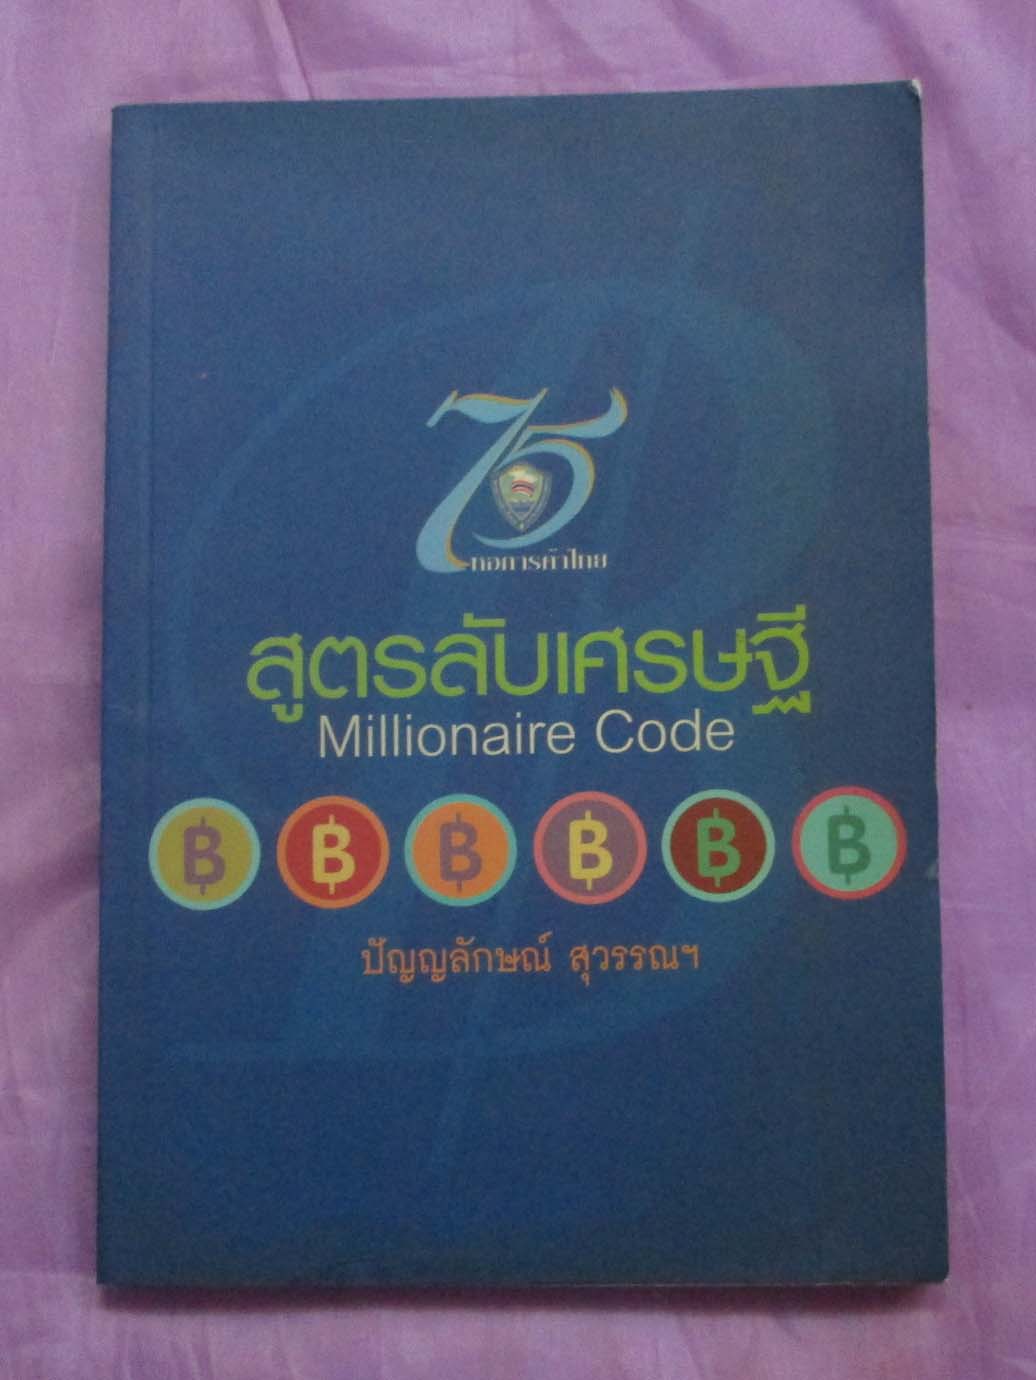 75
หอการค้าไทย
สูตรลับเศรษฐี
Millionaire Code
฿ ฿ ฿ ฿ ฿ ฿
ปัญญลักษณ์ สุวรรณฯ